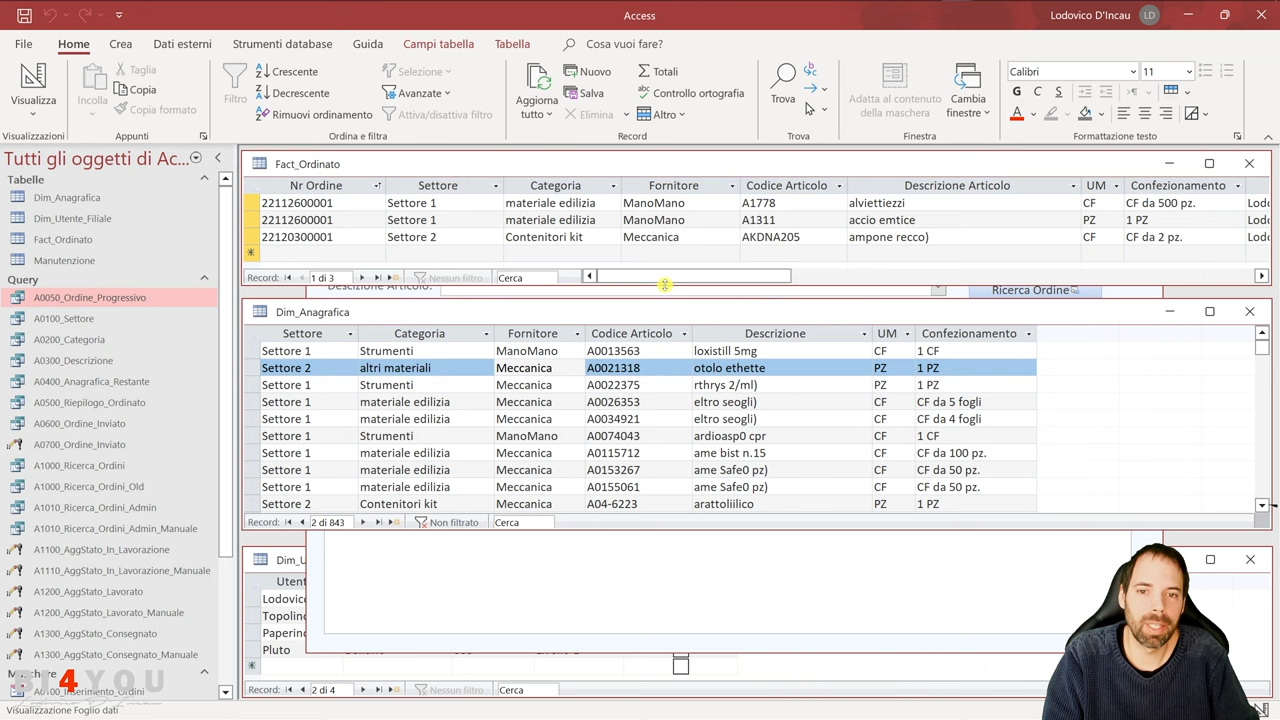 Access
Lodovico D'Incau LD
File Home Crea Dati esterni Strumenti database Guida Campi tabella Tabella Cosa vuoi fare?
Visualizza
Visualizzazioni
Incolla
Taglia
Copia
Copia formato
Appunti
Filtro
Crescente
Decrescente
Rimuovi ordinamento
Selezione
Avanzate
Attiva/disattiva filtro
Ordina e filtra
Aggiorna tutto
Nuovo
Salva
Elimina
Totali
Controllo ortografia
Altro
Record
Trova
Trova
Adatta al contenuto della maschera
Cambia finestre
Finestra
Calibri 11
G C S
Formattazione testo
Tutti gli oggetti di Ac...
Tabelle
Dim_Anagrafica
Dim_Utente_Filiale
Fact_Ordinato
Manutenzione
Query
A0050_Ordine_Progressivo
A0100_Settore
A0200_Categoria
A0300_Descrizione
A0400_Anagrafica_Restante
A0500_Riepilogo_Ordinato
A0600_Ordine_Inviato
A0700_Ordine_Inviato
A1000_Ricerca_Ordini
A1000_Ricerca_Ordini_Old
A1010_Ricerca_Ordini_Admin
A1010_Ricerca_Ordini_Admin_Manuale
A1100_AggStato_In_Lavorazione
A1110_AggStato_In_Lavorazione_Manuale
A1200_AggStato_Lavorato
A1200_AggStato_Lavorato_Manuale
A1300_AggStato_Consegnato
A1300_AggStato_Consegnato_Manuale
A0100_Inserimento_Ordini
BI4YOU
Lodovico D'Incau
Visualizzazione Foglio dati
Fact_Ordinato
Nr Ordine Settore Categoria Fornitore Codice Articolo Descrizione Articolo UM Confezionamento
22112600001 Settore 1 materiale edilizia ManoMano A1778 alviettiezzi CF CF da 500 pz. Lod
22112600001 Settore 1 materiale edilizia ManoMano A1311 accio emtice PZ 1 PZ Lod
22120300001 Settore 2 Contenitori kit Meccanica AKDNA205 ampone recco) CF CF da 2 pz. Lod
Record: 1 di 3 Nessun filtro Cerca
Descizione Articolo: Ricerca Ordine
Dim_Anagrafica
Settore Categoria Fornitore Codice Articolo Descrizione UM Confezionamento
Settore 1 Strumenti ManoMano A0013563 loxistill 5mg CF 1 CF
Settore 2 altri materiali Meccanica A0021318 otolo ethette PZ 1 PZ
Settore 1 Strumenti Meccanica A0022375 rthrys 2/ml) PZ 1 PZ
Settore 1 materiale edilizia Meccanica A0026353 eltro seogli) CF CF da 5 fogli
Settore 1 materiale edilizia Meccanica A0034921 eltro seogli) CF CF da 4 fogli
Settore 1 Strumenti ManoMano A0074043 ardioasp0 cpr CF 1 CF
Settore 1 materiale edilizia Meccanica A0115712 ame bist n.15 CF CF da 100 pz.
Settore 1 materiale edilizia Meccanica A0153267 ame Safe0 pz) CF CF da 50 pz.
Settore 1 materiale edilizia Meccanica A0155061 ame Safe0 pz) CF CF da 50 pz.
Settore 2 Contenitori kit Meccanica A04-6223 arattoliilico PZ 1 PZ
Record: 2 di 843 Non filtrato Cerca
Dim_U
Uten
Lodo
Topolino
Paperin
Pluto
Record: 2 di 4 Nessun filtro Cerca